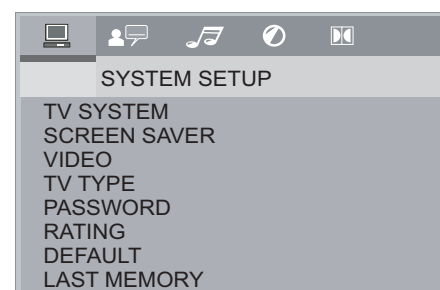 SYSTEM SETUP
TV SYSTEM
SCREEN SAVER
VIDEO
TV TYPE
PASSWORD
RATING
DEFAULT
LAST MEMORY